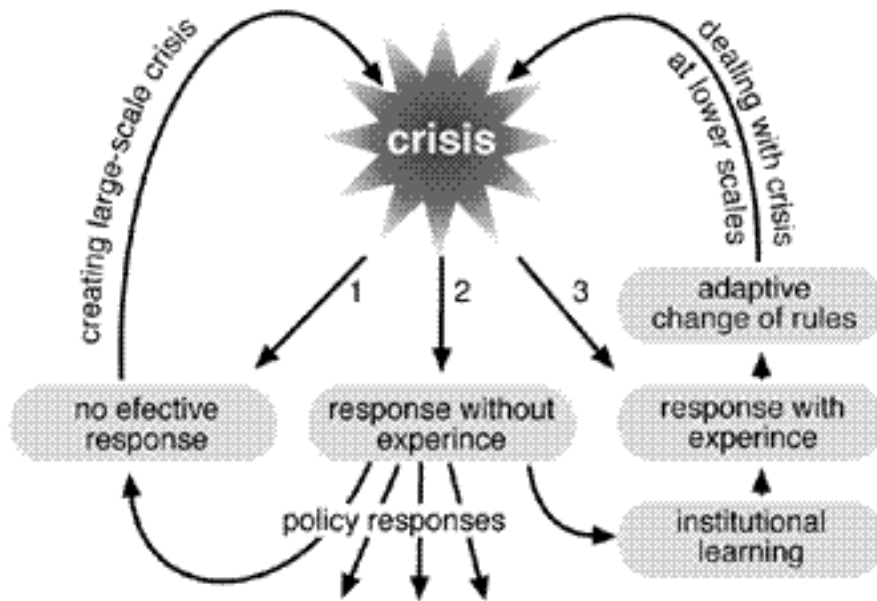 creating large-scale crisis
dealing with crisis
at lower scales
crisis
1
2
3
adaptive
change of rules
no efective
response
response without
experince
response with
experince
policy responses
institutional
learning